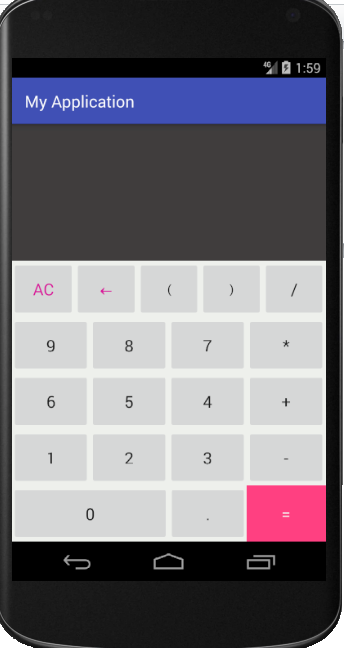 4G 1:59
My Application
AC ← ( ) /
9 8 7 *
6 5 4 +
1 2 3 -
0 . =